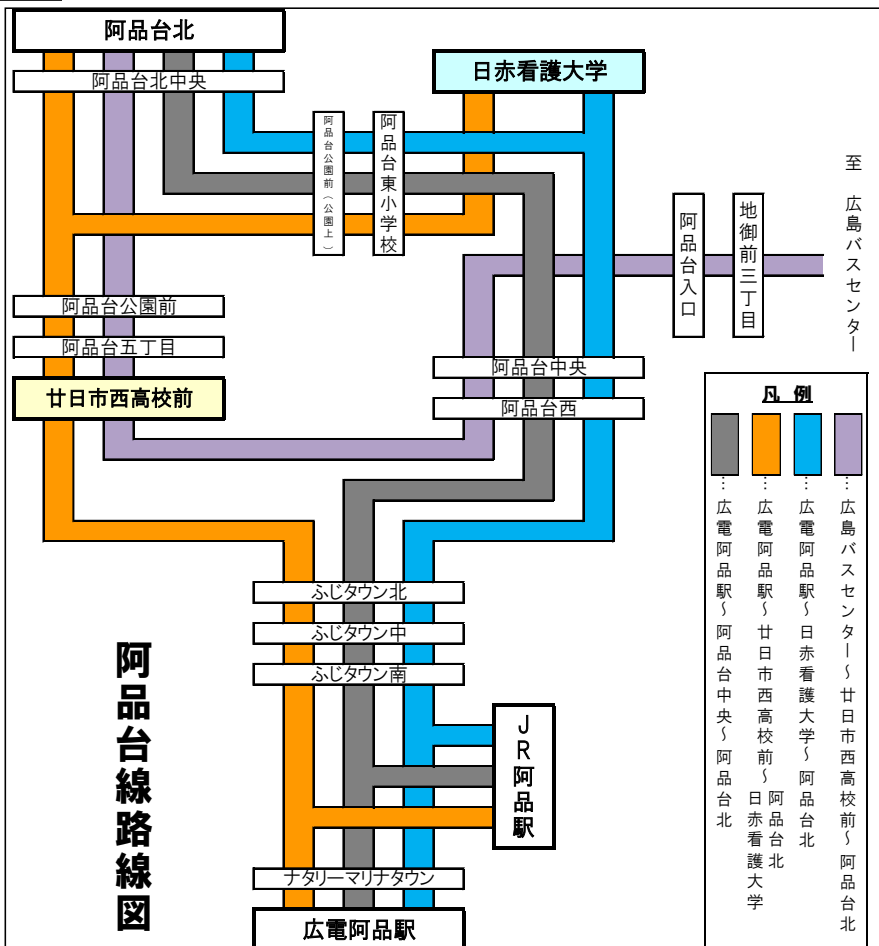 阿品台北
阿品台北中央
日赤看護大学
阿品台公園前（公園上）
阿品台東小学校
阿品台入口
地御前三丁目
至　広島バスセンター
阿品台公園前
阿品台五丁目
廿日市西高校前
阿品台中央
阿品台西
ふじタウン北
ふじタウン中
ふじタウン南
JR阿品駅
ナタリーマリナタウン
広電阿品駅
阿品台線路線図
凡 例
…広島バスセンター～廿日市西高校前～阿品台北
…広電阿品駅～日赤看護大学～阿品台北
…広電阿品駅～廿日市西高校前～阿品台北
日赤看護大学
…広電阿品駅～阿品台中央～阿品台北